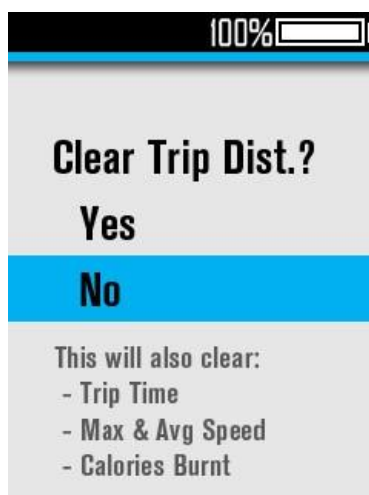 100%
Clear Trip Dist.?
Yes
No
This will also clear:
- Trip Time
- Max & Avg Speed
- Calories Burnt